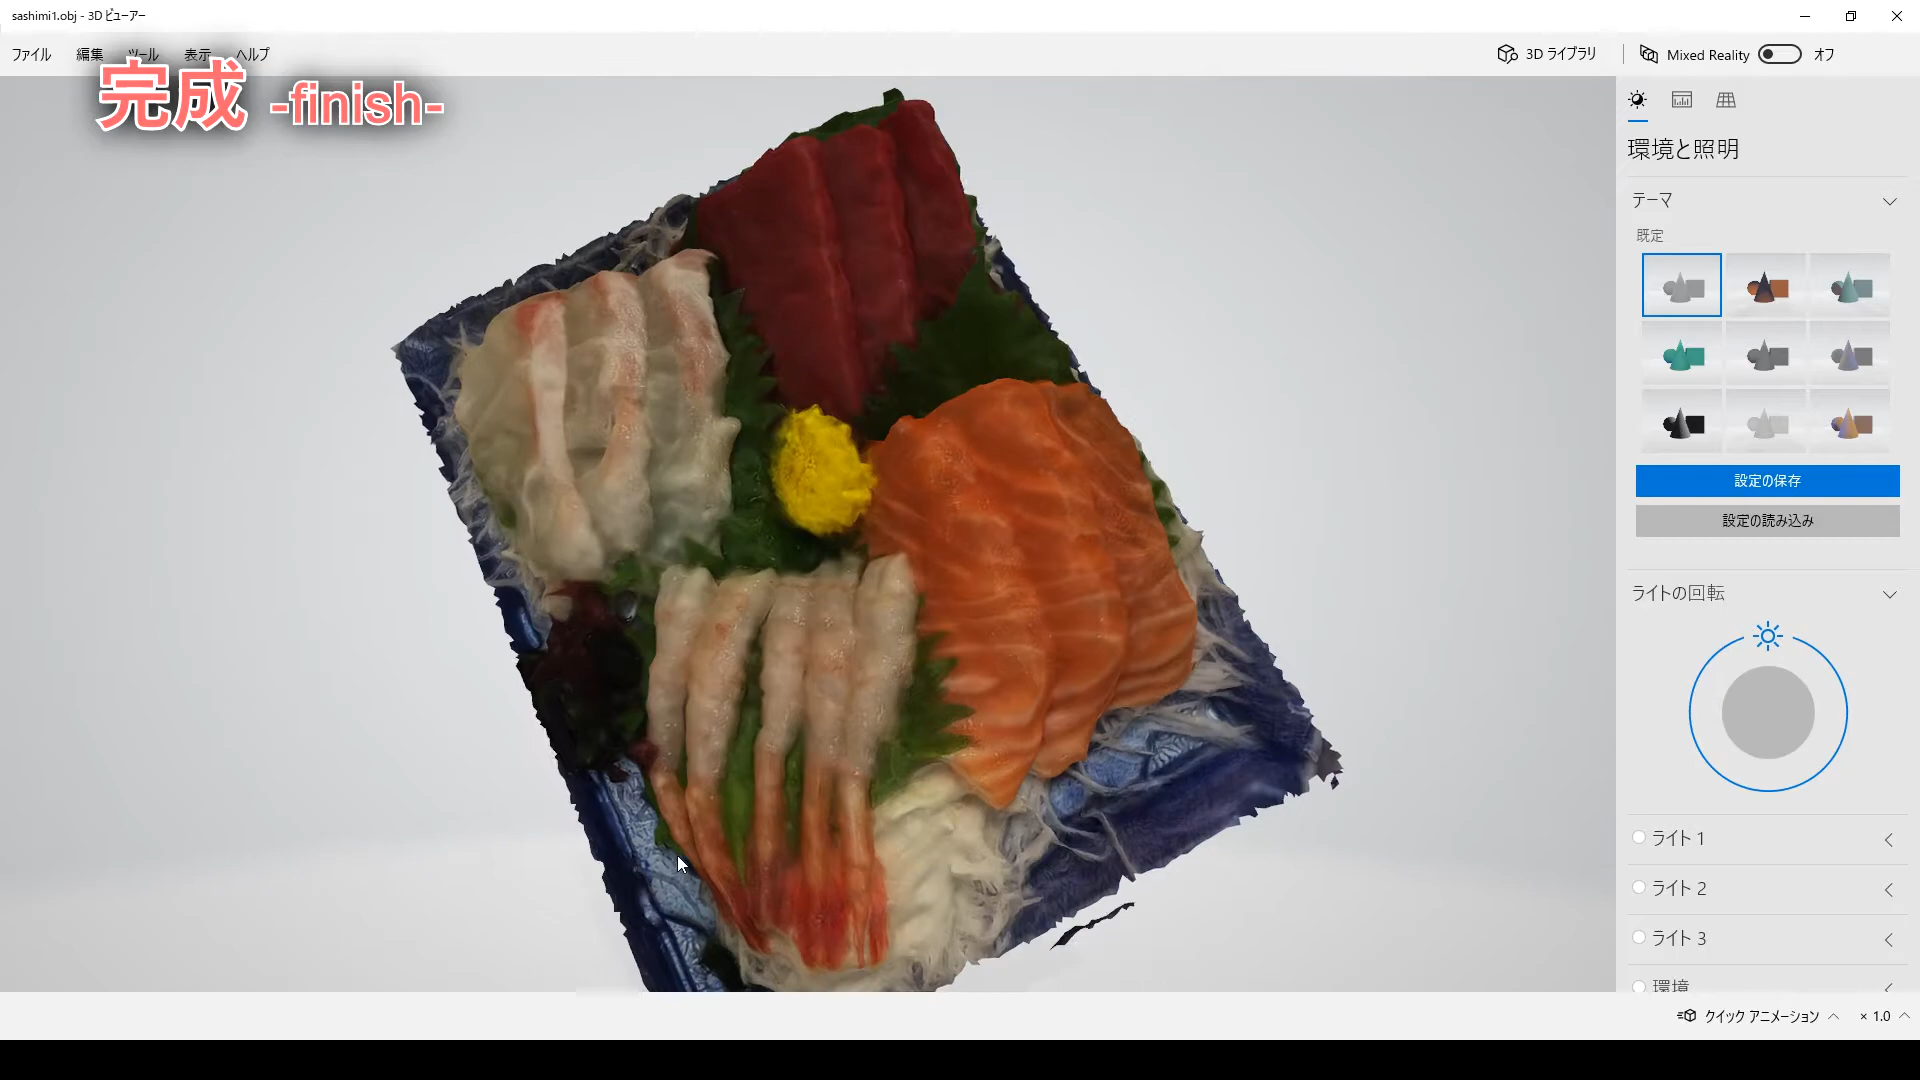 sashimi1.obj - 3D ビューアー
ファイル 編集 ツール 表示 ヘルプ
3D ライブラリ
Mixed Reality
オフ
完成 -finish-
環境と照明
テーマ
既定
設定の保存
設定の読み込み
ライトの回転
ライト 1
ライト 2
ライト 3
環境
クイック アニメーション
× 1.0